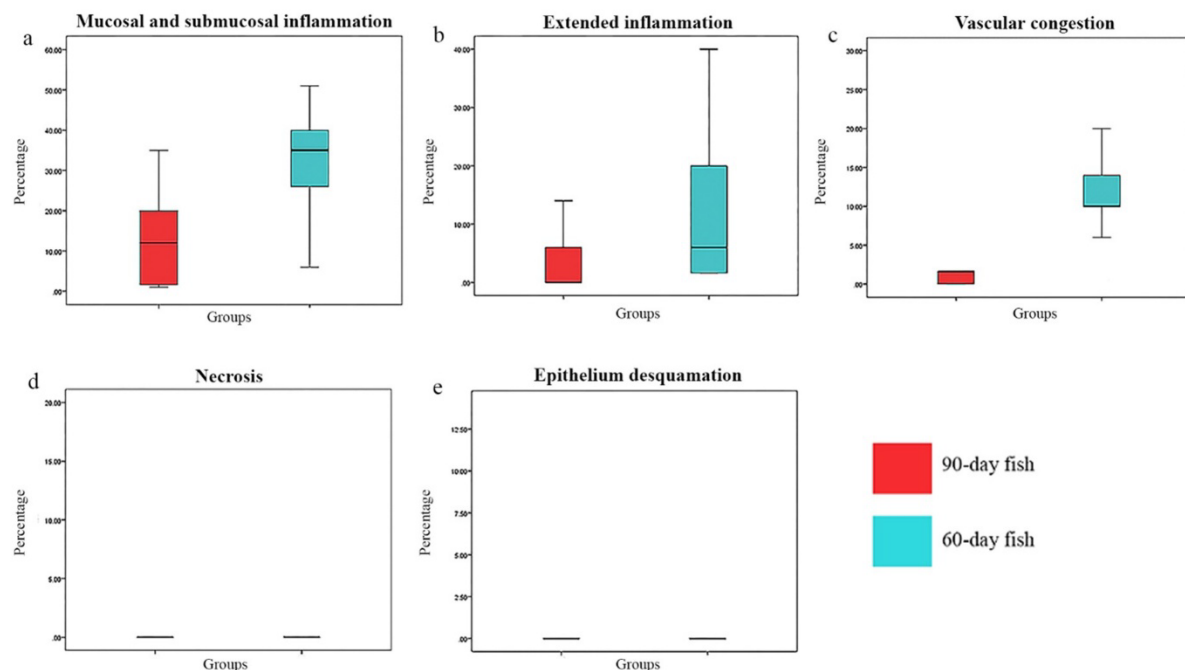 Mucosal and submucosal inflammation
a
60.00
50.00
40.00
30.00
20.00
10.00
.00
Percentage
Groups
Extended inflammation
b
40.00
30.00
20.00
10.00
.00
Percentage
Groups
Vascular congestion
c
30.00
25.00
20.00
15.00
10.00
5.00
.00
Percentage
Groups
Necrosis
d
20.00
15.00
10.00
5.00
.00
Percentage
Groups
Epithelium desquamation
e
12.50
10.00
7.50
5.00
2.50
.00
Percentage
Groups
90-day fish
60-day fish